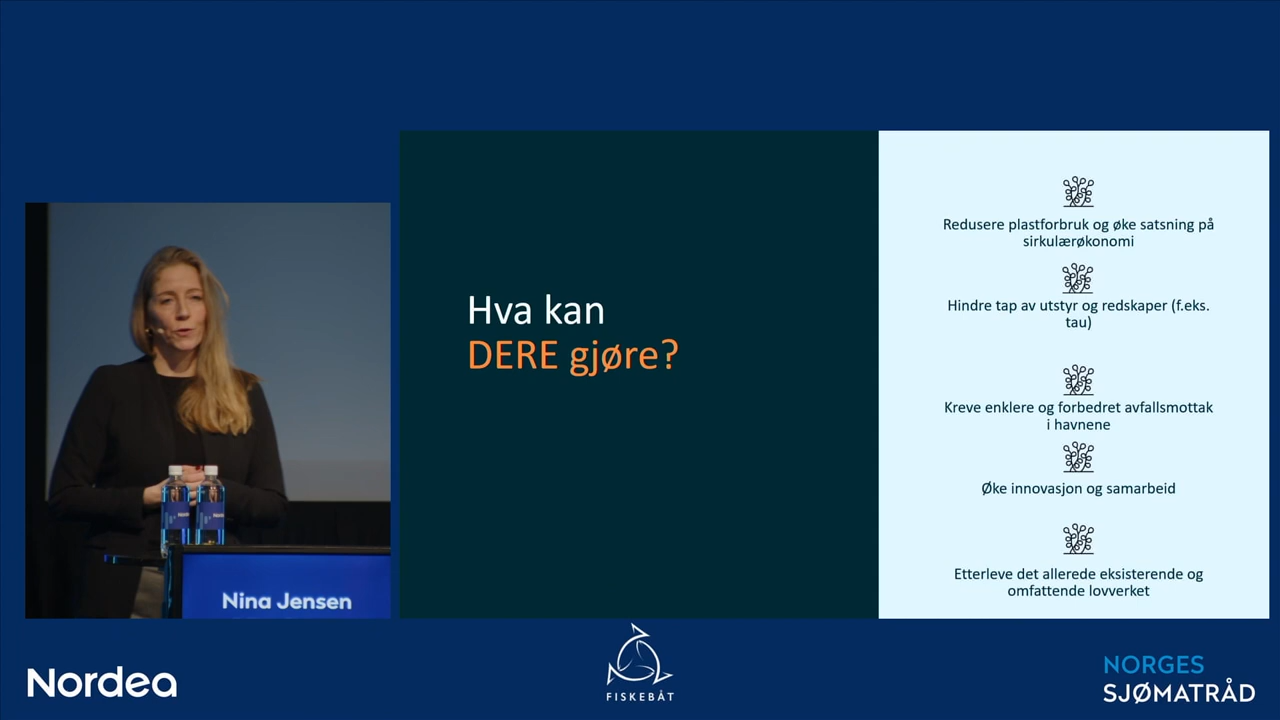 Hva kan
DERE gjøre?
Redusere plastforbruk og øke satsning på
sirkulærøkonomi
Hindre tap av utstyr og redskaper (f.eks.
tau)
Kreve enklere og forbedret avfallsmottak
i havnene
Øke innovasjon og samarbeid
Etterleve det allerede eksisterende og
omfattende lovverket
Nina Jensen
Nordea
FISKEBÅT
NORGES
SJØMATRÅD